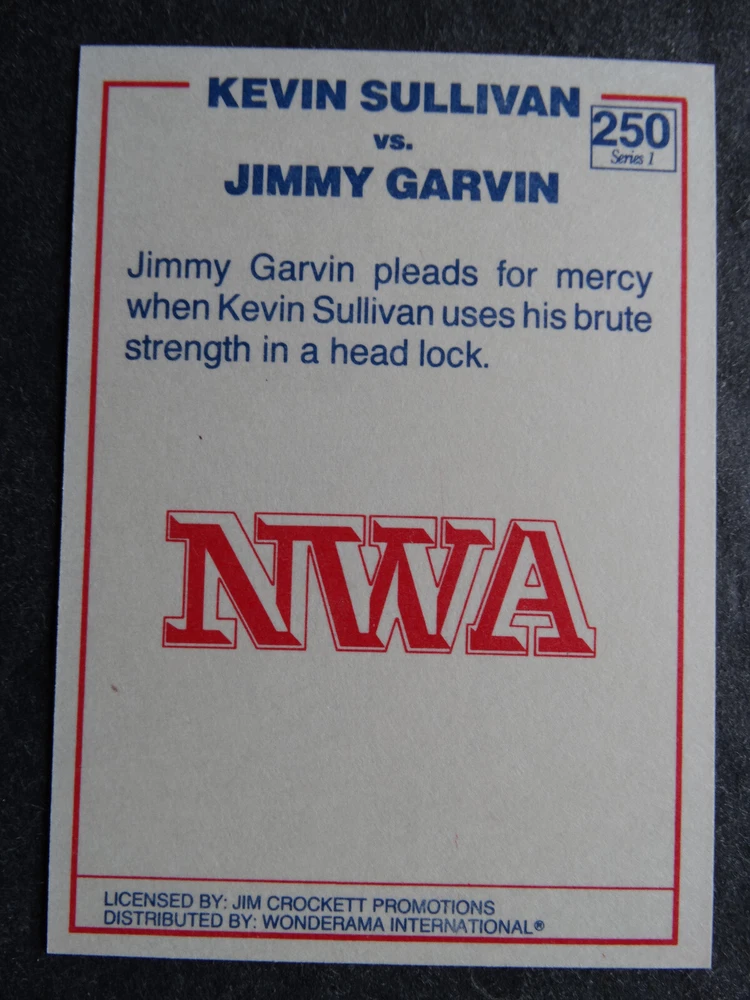 KEVIN SULLIVAN
vs.
JIMMY GARVIN
250
Series 1
Jimmy Garvin pleads for mercy
when Kevin Sullivan uses his brute
strength in a head lock.
NWA
LICENSED BY: JIM CROCKETT PROMOTIONS
DISTRIBUTED BY: WONDERAMA INTERNATIONAL®